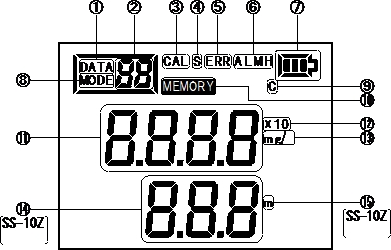 ① ② ③ ④ ⑤ ⑥ ⑦
DATA 88 CAL S ERR ALMH
⑧ MODE MEMORY C ⑨
⑩
⑪ 8.8.8.8 x10 ⑫
mg/ ⑬
⑭ 8.8.8 m ⑮
[SS-10Z] [SS-10Z]